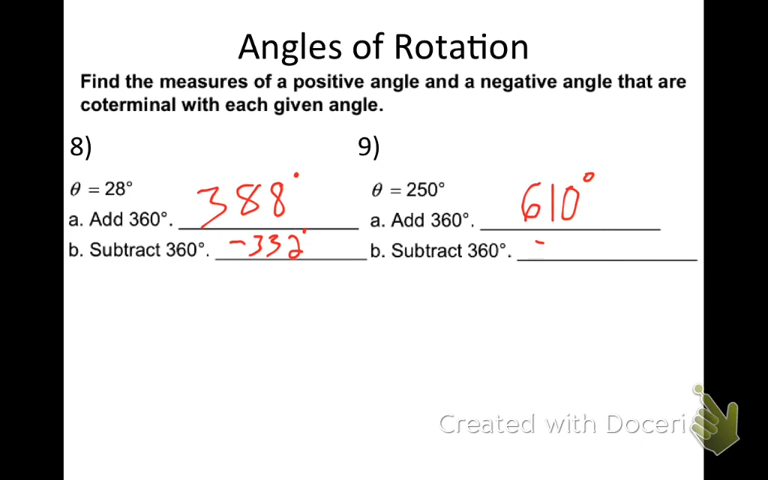 Angles of Rotation
Find the measures of a positive angle and a negative angle that are
coterminal with each given angle.
8)
θ = 28°
a. Add 360°. 388°
b. Subtract 360°. -332°
9)
θ = 250°
a. Add 360°. 610°
b. Subtract 360°. -
Created with Doceri